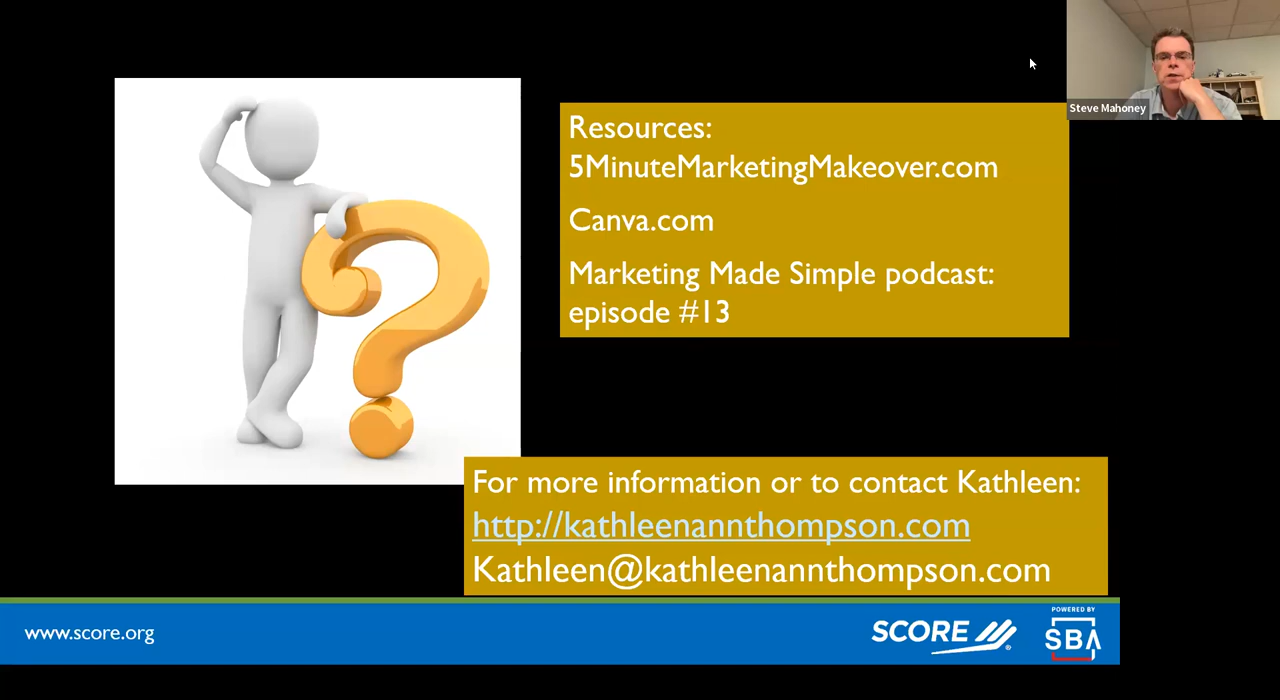 Steve Mahoney
Resources:
5MinuteMarketingMakeover.com
Canva.com
Marketing Made Simple podcast:
episode #13
For more information or to contact Kathleen:
http://kathleenannthompson.com
Kathleen@kathleenannthompson.com
www.score.org
SCORE
®
POWERED BY
SBA